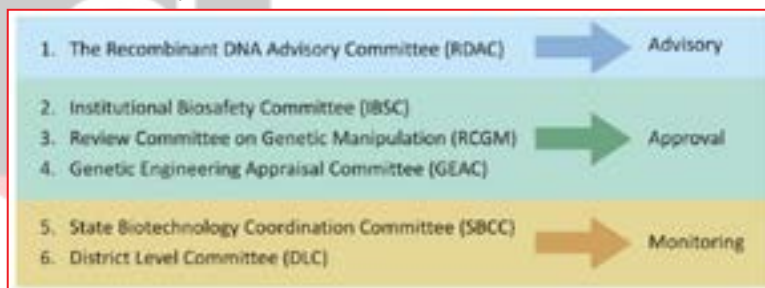 1. The Recombinant DNA Advisory Committee (RDAC)
Advisory
2. Institutional Biosafety Committee (IBSC)
3. Review Committee on Genetic Manipulation (RCGM)
4. Genetic Engineering Appraisal Committee (GEAC)
Approval
5. State Biotechnology Coordination Committee (SBCC)
6. District Level Committee (DLC)
Monitoring